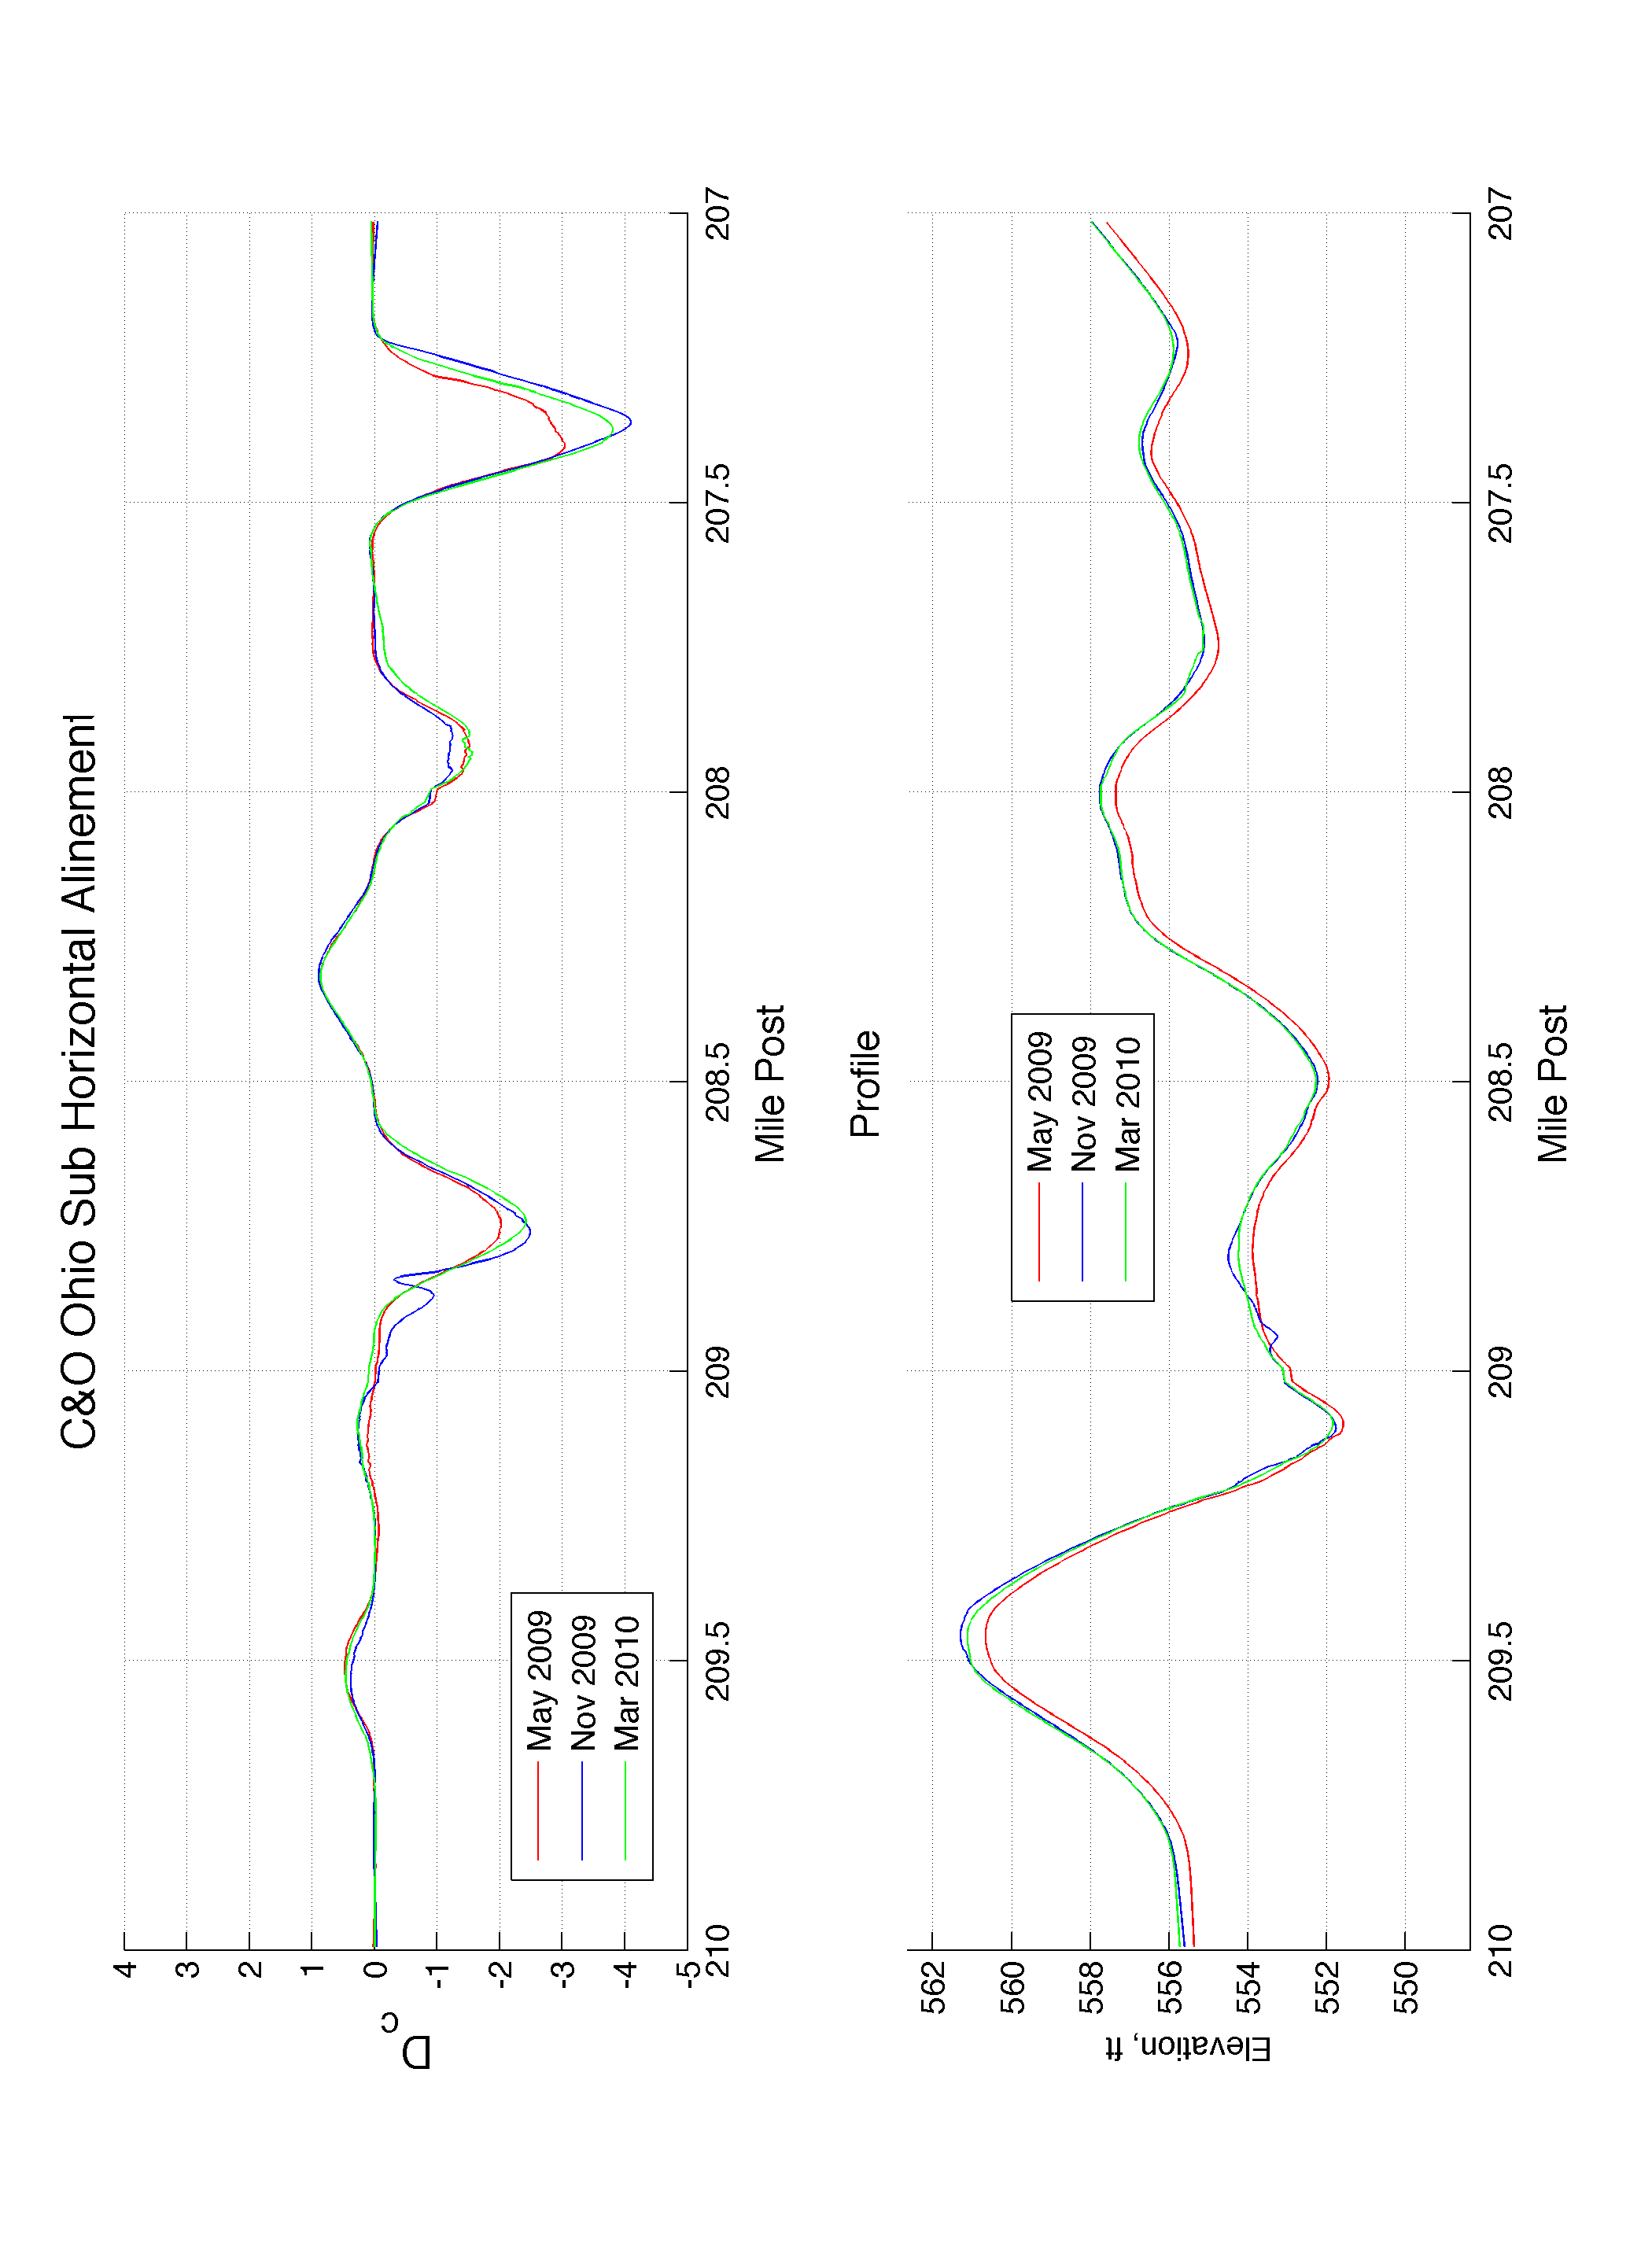 C&O Ohio Sub Horizontal Alinement
4
3
2
1
0
-1
-2
-3
-4
-5
Dc
210
209.5
209
208.5
208
207.5
207
Mile Post
May 2009
Nov 2009
Mar 2010
Profile
562
560
558
556
554
552
550
Elevation, ft
210
209.5
209
208.5
208
207.5
207
Mile Post
May 2009
Nov 2009
Mar 2010